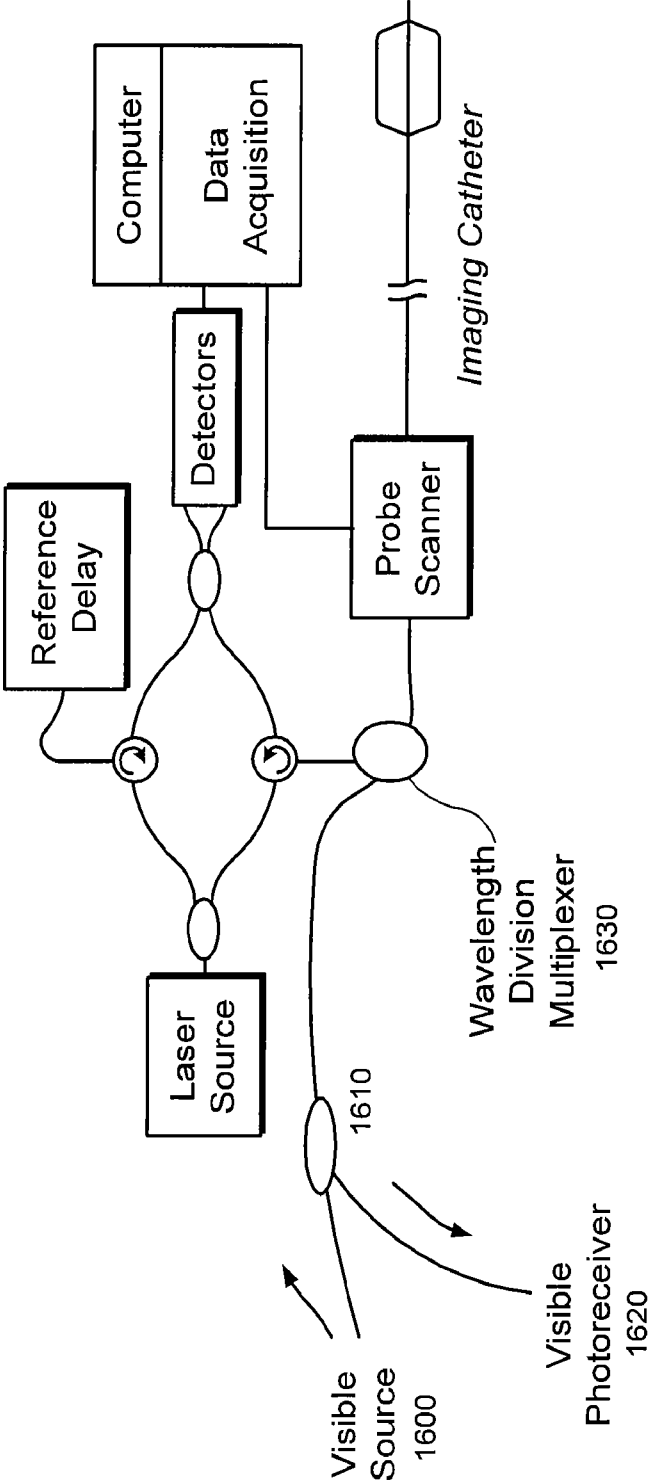 Reference
Delay
Computer
Data
Acquisition
Detectors
Laser
Source
Probe
Scanner
Imaging Catheter
1610
Wavelength
Division
Multiplexer
1630
Visible
Source
1600
Visible
Photoreceiver
1620